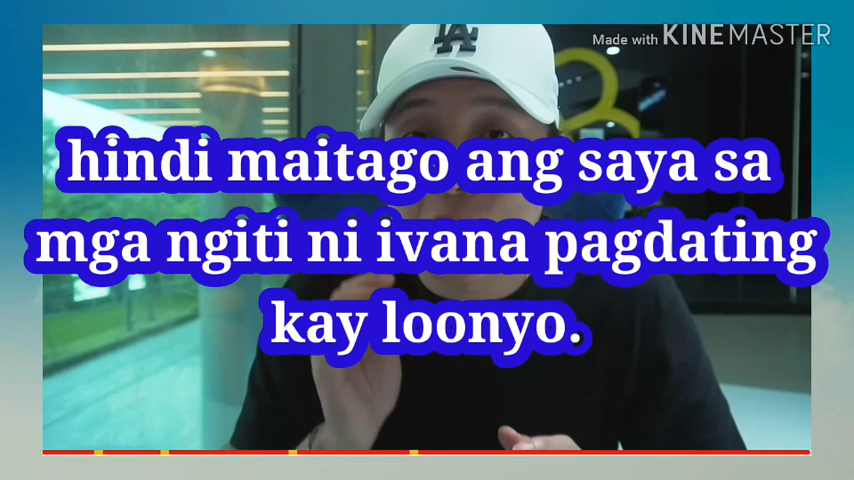 Made with KINEMASTER
LA
hindi maitago ang saya sa
mga ngiti ni ivana pagdating
kay loonyo.